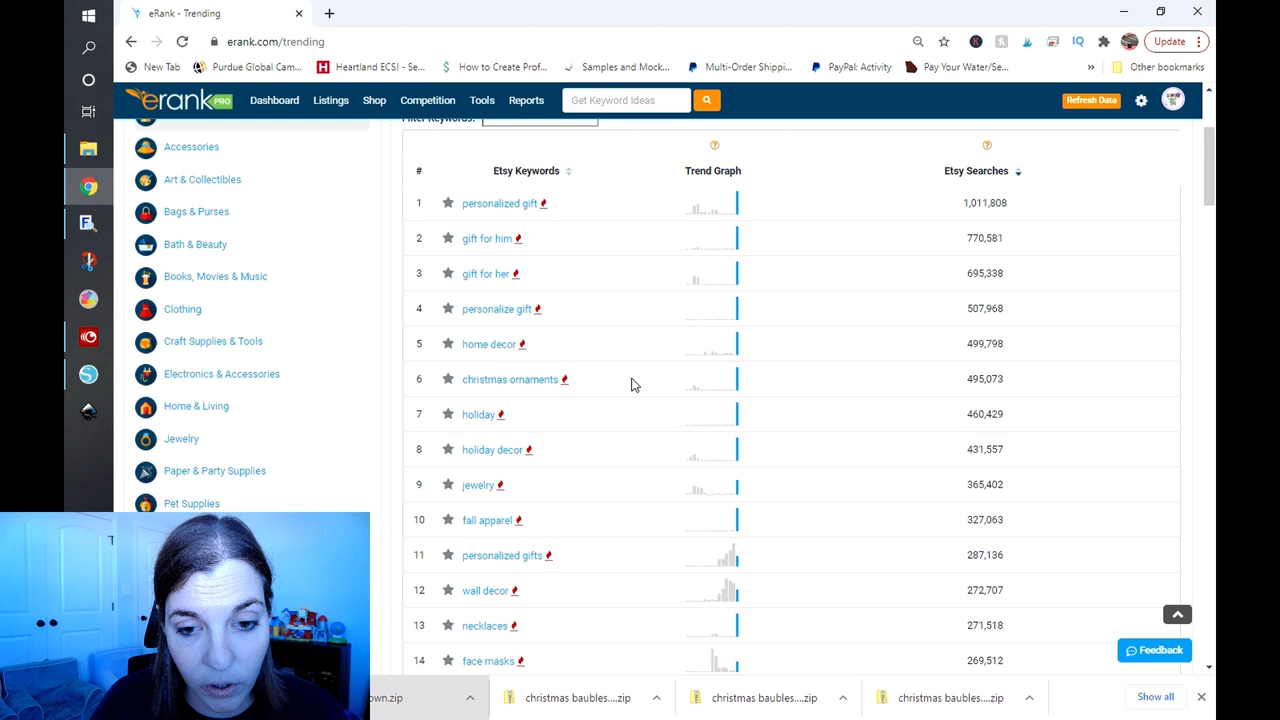 eRank - Trending
erank.com/trending
Update
New Tab
Purdue Global Cam...
Heartland ECSI - Se...
How to Create Prof...
Samples and Mock...
Multi-Order Shippi...
PayPal: Activity
Pay Your Water/Se...
»
Other bookmarks
erank PRO
Dashboard
Listings
Shop
Competition
Tools
Reports
Get Keyword Ideas
Refresh Data
Filter Keywords:
Accessories
Art & Collectibles
Bags & Purses
Bath & Beauty
Books, Movies & Music
Clothing
Craft Supplies & Tools
Electronics & Accessories
Home & Living
Jewelry
Paper & Party Supplies
Pet Supplies
# Etsy Keywords Trend Graph Etsy Searches
1 personalized gift 1,011,808
2 gift for him 770,581
3 gift for her 695,338
4 personalize gift 507,968
5 home decor 499,798
6 christmas ornaments 495,073
7 holiday 460,429
8 holiday decor 431,557
9 jewelry 365,402
10 fall apparel 327,063
11 personalized gifts 287,136
12 wall decor 272,707
13 necklaces 271,518
14 face masks 269,512
Feedback
own.zip
christmas baubles....zip
christmas baubles....zip
christmas baubles....zip
Show all